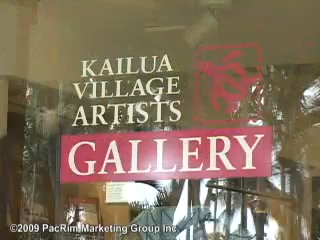 KAILUA
VILLAGE
ARTISTS
GALLERY
©2009 PacRim Marketing Group Inc.